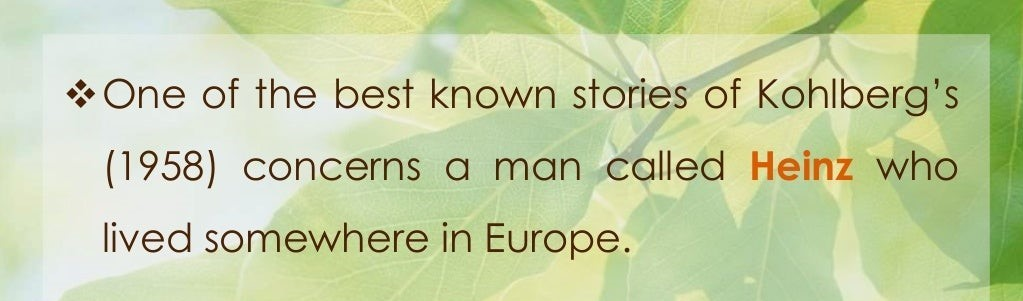 ❖One of the best known stories of Kohlberg’s
(1958) concerns a man called Heinz who
lived somewhere in Europe.